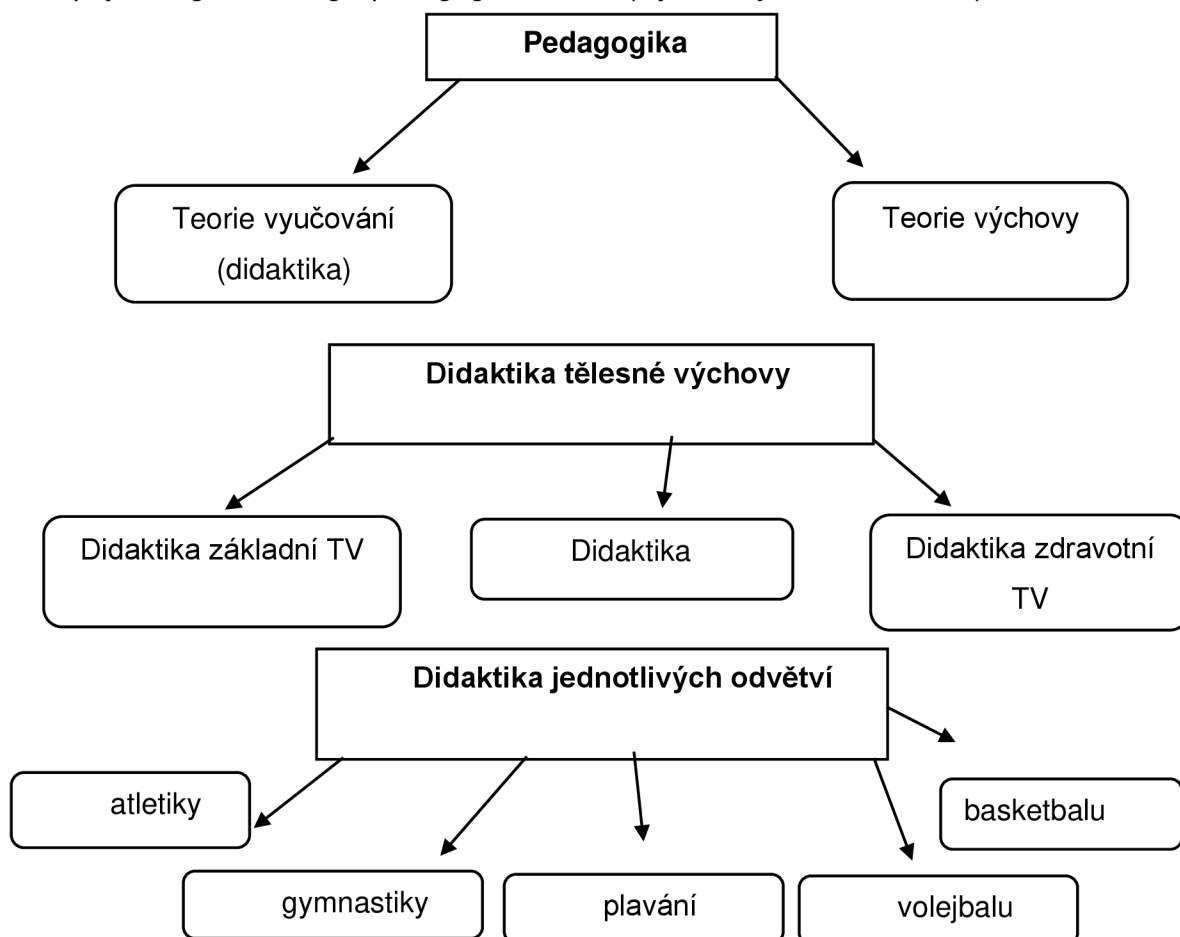 Pedagogika
Teorie vyučování
(didaktika)
Teorie výchovy
Didaktika tělesné výchovy
Didaktika základní TV
Didaktika
Didaktika zdravotní
TV
Didaktika jednotlivých odvětví
atletiky
basketbalu
gymnastiky
plavání
volejbalu